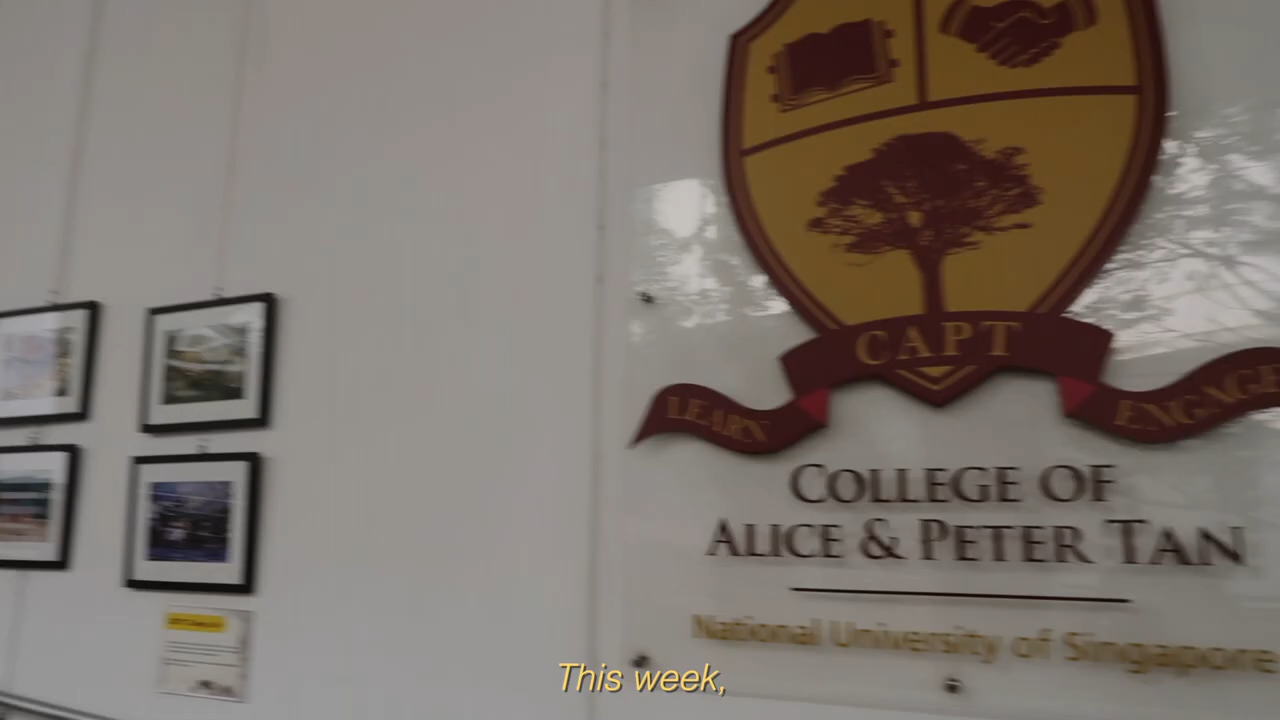 CAPT
LEARN
ENGAGE
COLLEGE OF
ALICE & PETER TAN
National University of Singapore
This week,